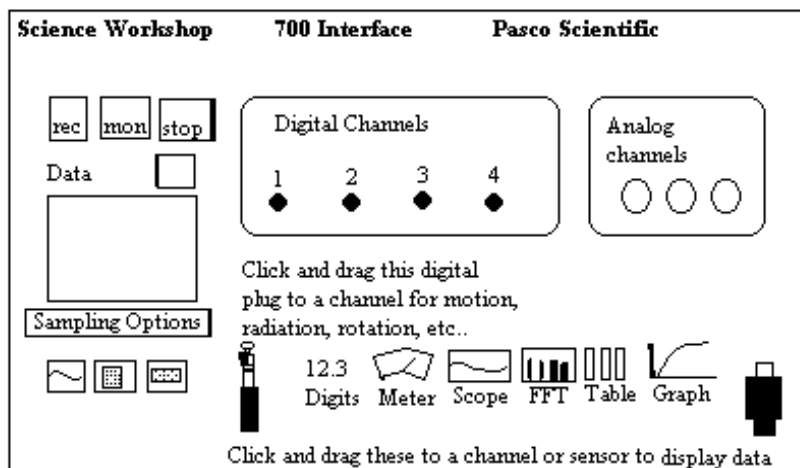 Science Workshop 700 Interface Pasco Scientific
rec mon stop
Data
Digital Channels
1 2 3 4
Analog
channels
Click and drag this digital
plug to a channel for motion,
radiation, rotation, etc..
Sampling Options
12.3
Digits Meter Scope FFT Table Graph
Click and drag these to a channel or sensor to display data